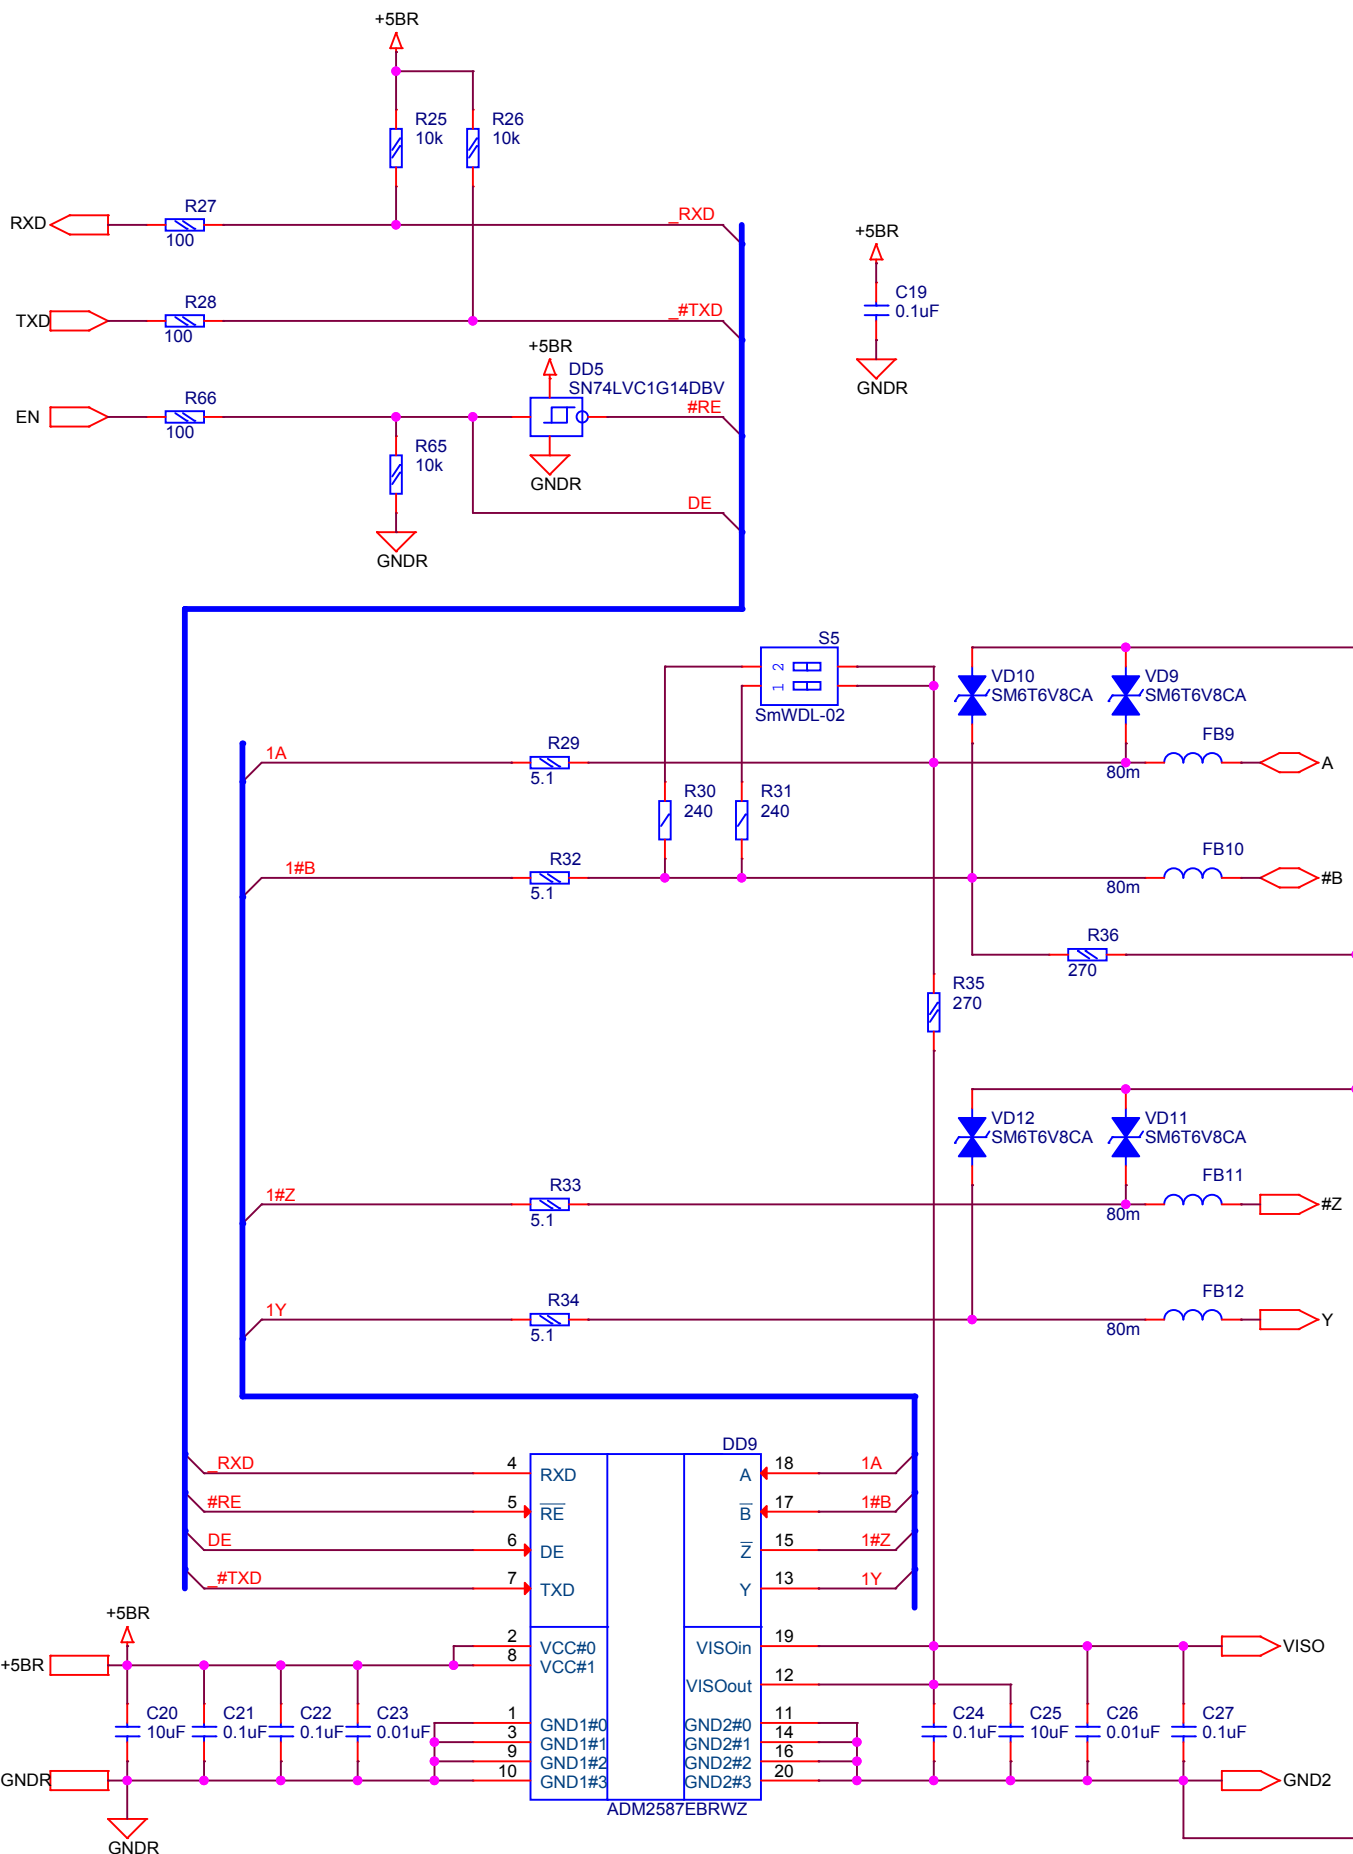 +5BR
R25
10k
R26
10k
RXD
R27
100
_RXD
+5BR
C19
0.1uF
GNDR
TXD
R28
100
_#TXD
+5BR
DD5
SN74LVC1G14DBV
EN
R66
100
#RE
R65
10k
GNDR
DE
GNDR
S5
2
1
SmWDL-02
VD10
SM6T6V8CA
VD9
SM6T6V8CA
1A
R29
5.1
FB9
80m
A
R30
240
R31
240
1#B
R32
5.1
FB10
80m
#B
R36
270
R35
270
VD12
SM6T6V8CA
VD11
SM6T6V8CA
1#Z
R33
5.1
FB11
80m
#Z
1Y
R34
5.1
FB12
80m
Y
DD9
_RXD
4
RXD
A
18
1A
#RE
5
RE
B
17
1#B
DE
6
DE
Z
15
1#Z
_#TXD
7
TXD
Y
13
1Y
+5BR
+5BR
2
VCC#0
8
VCC#1
VISOin
19
VISO
VISOout
12
C20
10uF
C21
0.1uF
C22
0.1uF
C23
0.01uF
1
GND1#0
3
GND1#1
9
GND1#2
10
GND1#3
GND2#0
11
GND2#1
14
GND2#2
16
GND2#3
20
C24
0.1uF
C25
10uF
C26
0.01uF
C27
0.1uF
GNDR
GND2
ADM2587EBRWZ
GNDR